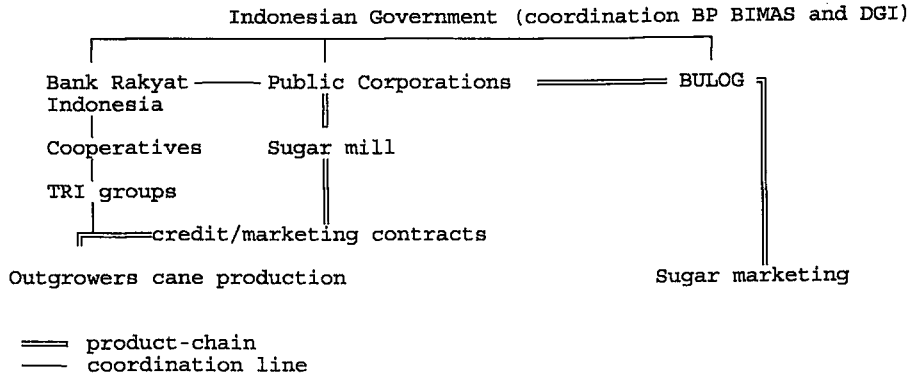 Indonesian Government (coordination BP BIMAS and DGI)
Bank Rakyat Public Corporations BULOG
Indonesia
Cooperatives Sugar mill
TRI groups
credit/marketing contracts
Outgrowers cane production Sugar marketing
product-chain
coordination line